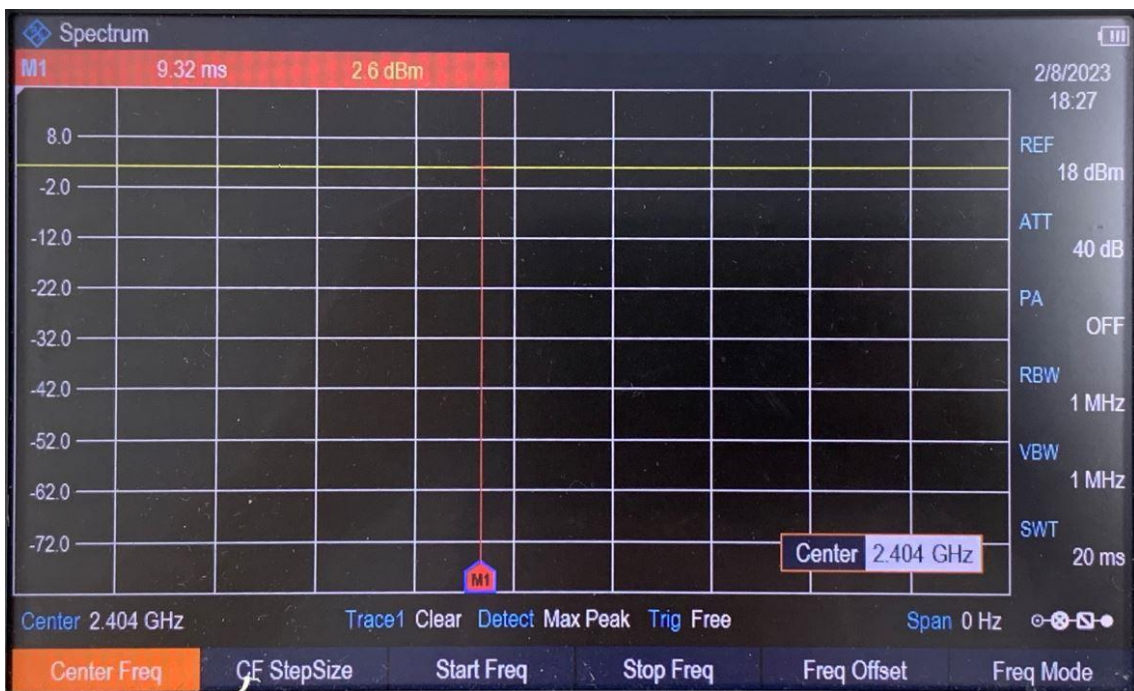 Spectrum
M1 9.32 ms 2.6 dBm
2/8/2023
18:27
8.0
-2.0
-12.0
-22.0
-32.0
-42.0
-52.0
-62.0
-72.0
REF
18 dBm
ATT
40 dB
PA
OFF
RBW
1 MHz
VBW
1 MHz
SWT
20 ms
Center 2.404 GHz
M1
Center 2.404 GHz Trace1 Clear Detect Max Peak Trig Free Span 0 Hz
Center Freq CF StepSize Start Freq Stop Freq Freq Offset Freq Mode